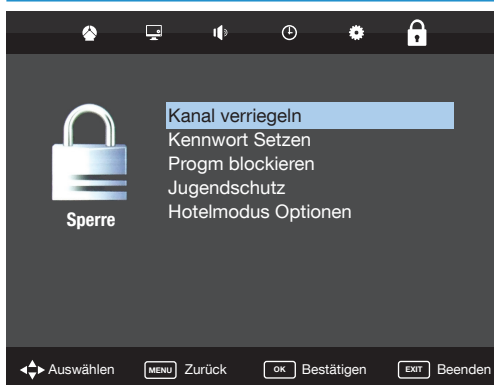 Kanal verriegeln
Kennwort Setzen
Progm blockieren
Jugendschutz
Hotelmodus Optionen
Sperre
Auswählen MENU Zurück OK Bestätigen EXIT Beenden